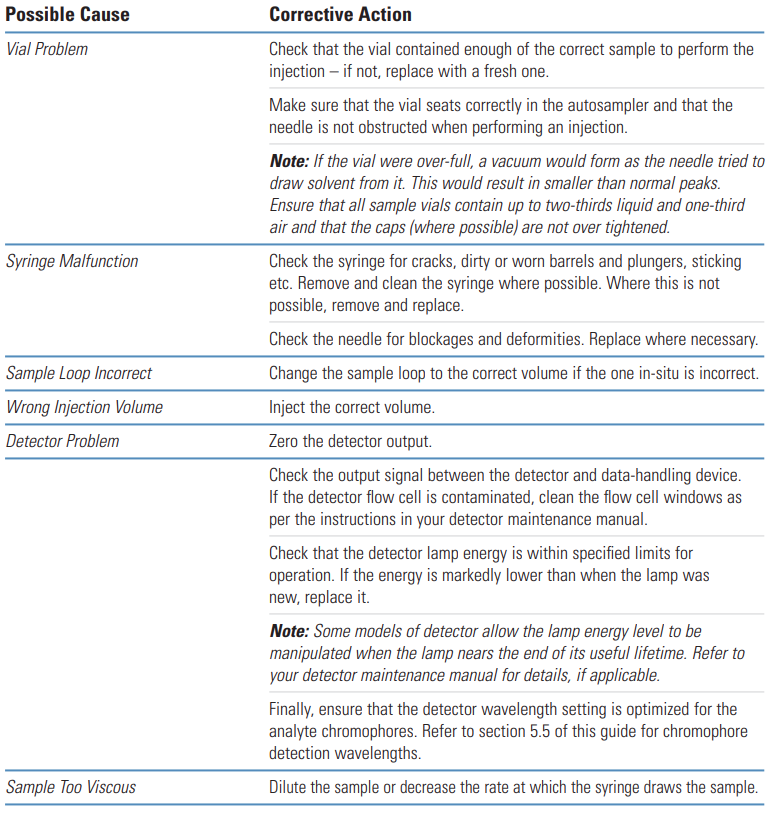 Possible Cause Corrective Action
Vial Problem Check that the vial contained enough of the correct sample to perform the
injection – if not, replace with a fresh one.
Make sure that the vial seats correctly in the autosampler and that the
needle is not obstructed when performing an injection.
Note: If the vial were over-full, a vacuum would form as the needle tried to
draw solvent from it. This would result in smaller than normal peaks.
Ensure that all sample vials contain up to two-thirds liquid and one-third
air and that the caps (where possible) are not over tightened.
Syringe Malfunction Check the syringe for cracks, dirty or worn barrels and plungers, sticking
etc. Remove and clean the syringe where possible. Where this is not
possible, remove and replace.
Check the needle for blockages and deformities. Replace where necessary.
Sample Loop Incorrect Change the sample loop to the correct volume if the one in-situ is incorrect.
Wrong Injection Volume Inject the correct volume.
Detector Problem Zero the detector output.
Check the output signal between the detector and data-handling device.
If the detector flow cell is contaminated, clean the flow cell windows as
per the instructions in your detector maintenance manual.
Check that the detector lamp energy is within specified limits for
operation. If the energy is markedly lower than when the lamp was
new, replace it.
Note: Some models of detector allow the lamp energy level to be
manipulated when the lamp nears the end of its useful lifetime. Refer to
your detector maintenance manual for details, if applicable.
Finally, ensure that the detector wavelength setting is optimized for the
analyte chromophores. Refer to section 5.5 of this guide for chromophore
detection wavelengths.
Sample Too Viscous Dilute the sample or decrease the rate at which the syringe draws the sample.